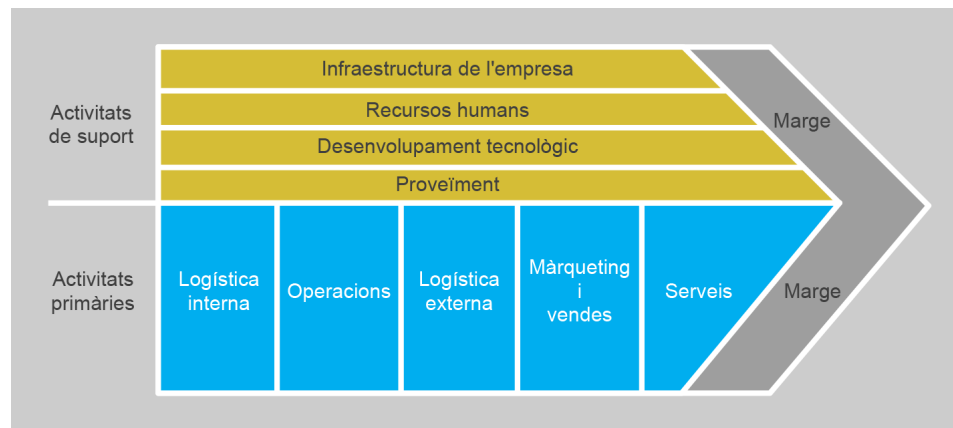 Activitats
de suport
Infraestructura de l'empresa
Recursos humans
Desenvolupament tecnològic
Proveïment
Marge
Activitats
primàries
Logística
interna
Operacions
Logística
externa
Màrqueting
i
vendes
Serveis
Marge